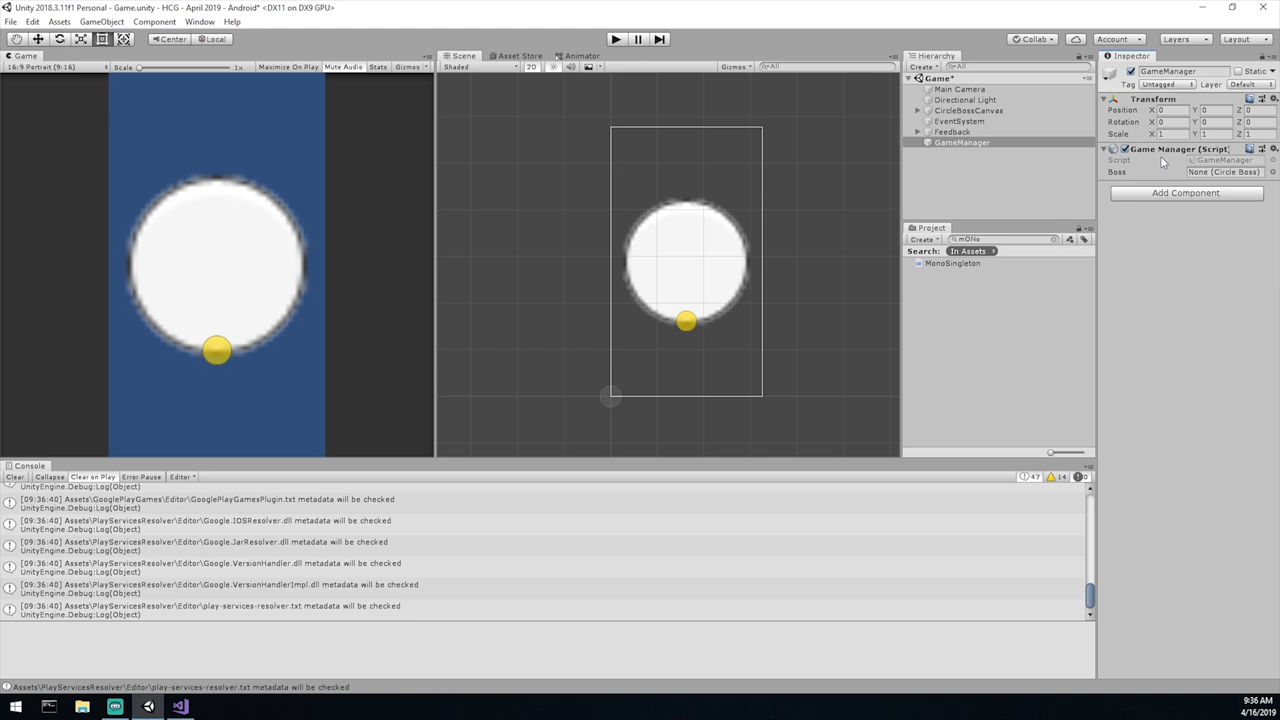 Unity 2018.3.11f1 Personal - Game.unity - HCG - April 2019 - Android* <DX11 on DX9 GPU>
File Edit Assets GameObject Component Window Help
Center Local Collab Account Layers Layout
Game
16:9 Portrait (9:16) Scale 1x Maximize On Play Mute Audio Stats Gizmos
Scene Asset Store Animator
Shaded 2D Gizmos All
Hierarchy
Create All
Game*
Main Camera
Directional Light
CircleBossCanvas
EventSystem
Feedback
GameManager
Project
Create mONo
Search: In Assets
MonoSingleton
Inspector
GameManager Static
Tag Untagged Layer Default
Transform
Position X 0 Y 0 Z 0
Rotation X 0 Y 0 Z 0
Scale X 1 Y 1 Z 1
Game Manager (Script)
Script GameManager
Boss None (Circle Boss)
Add Component
Console
Clear Collapse Clear on Play Error Pause Editor 47 14 0
UnityEngine.Debug:Log(Object)
[09:36:40] Assets\GooglePlayGames\Editor\GooglePlayGamesPlugin.txt metadata will be checked
UnityEngine.Debug:Log(Object)
[09:36:40] Assets\PlayServicesResolver\Editor\Google.IOSResolver.dll metadata will be checked
UnityEngine.Debug:Log(Object)
[09:36:40] Assets\PlayServicesResolver\Editor\Google.JarResolver.dll metadata will be checked
UnityEngine.Debug:Log(Object)
[09:36:40] Assets\PlayServicesResolver\Editor\Google.VersionHandler.dll metadata will be checked
UnityEngine.Debug:Log(Object)
[09:36:40] Assets\PlayServicesResolver\Editor\Google.VersionHandlerImpl.dll metadata will be checked
UnityEngine.Debug:Log(Object)
[09:36:40] Assets\PlayServicesResolver\Editor\play-services-resolver.txt metadata will be checked
UnityEngine.Debug:Log(Object)
Assets\PlayServicesResolver\Editor\play-services-resolver.txt metadata will be checked
9:36 AM
4/16/2019